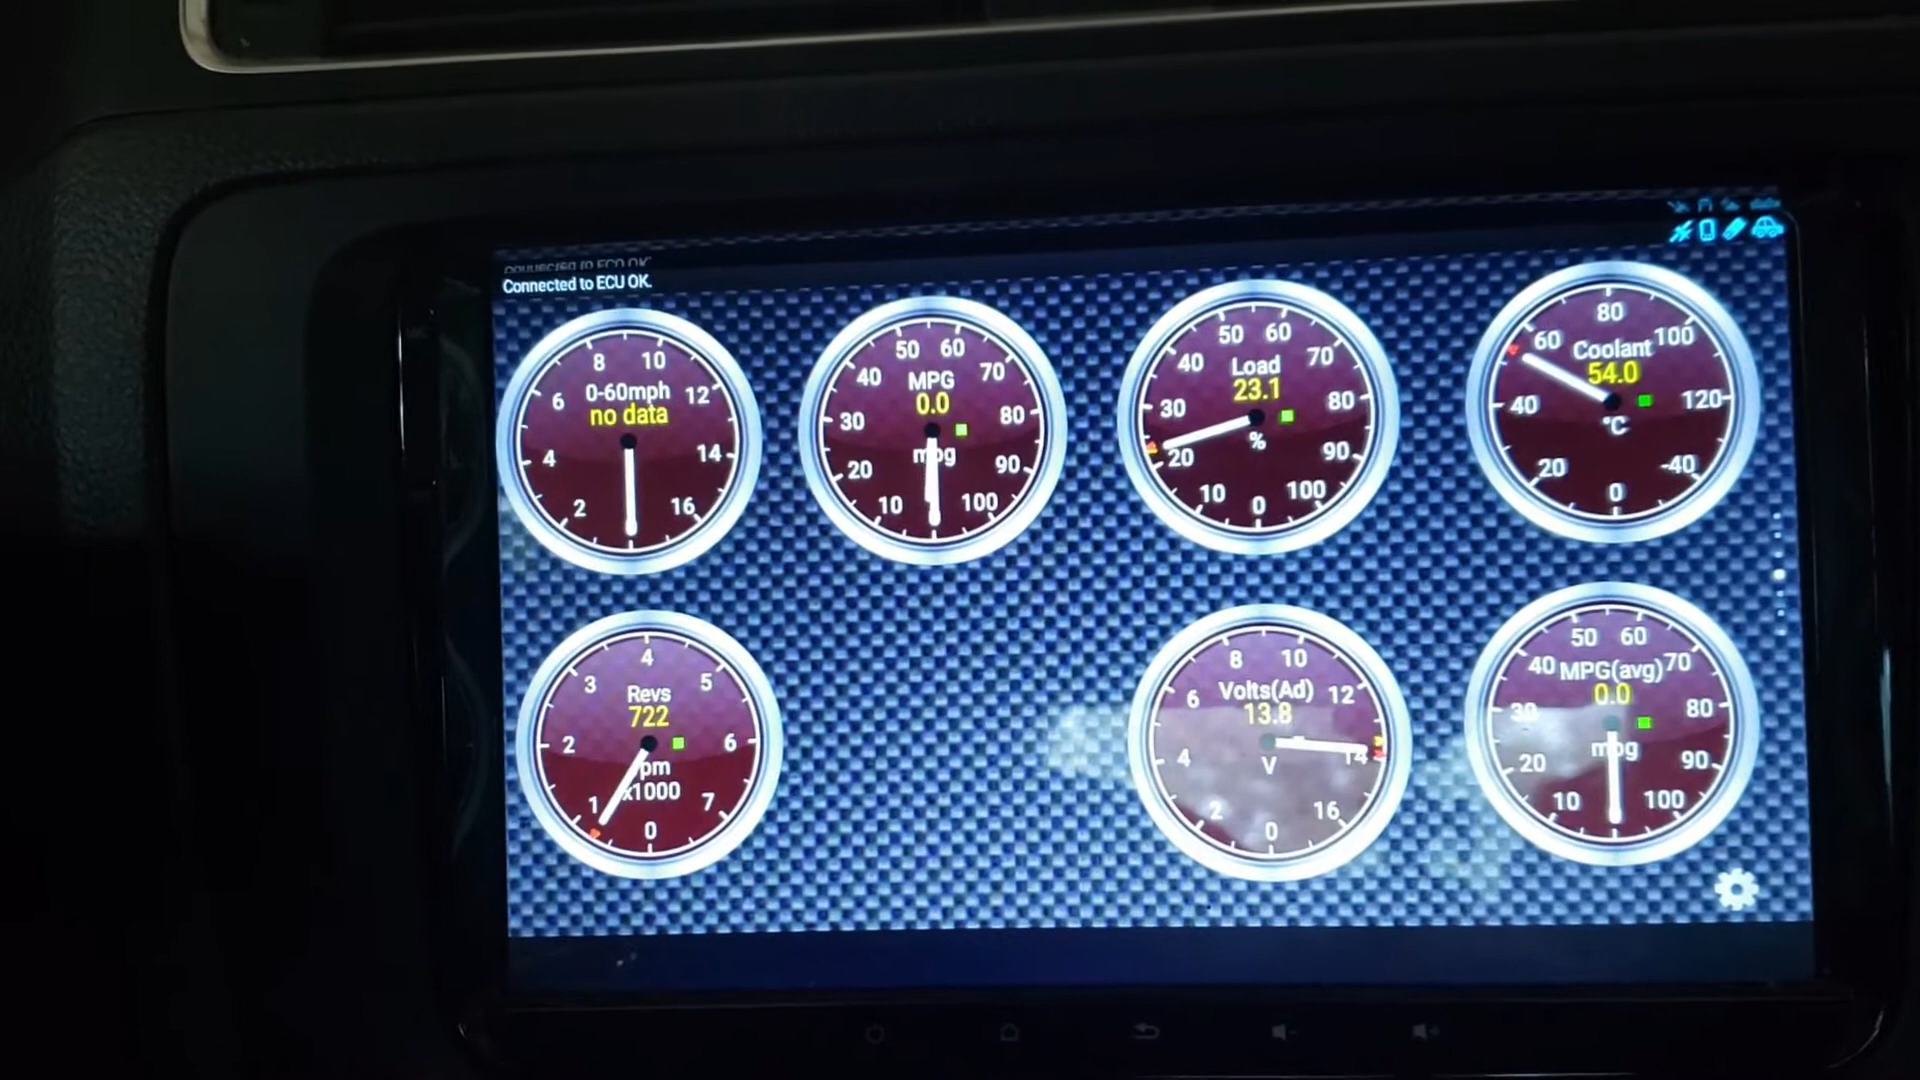 Connected to ECU OK.
Connected to ECU OK.
8 10
6 0-60mph 12
no data
4 14
2 16
50 60
40 MPG 70
0.0
30 80
mpg
20 90
10 100
50 60
40 Load 70
23.1
30 80
%
20 90
10 0 100
80
60 Coolant 100
54.0
40 120
°C
20 -40
0
4
3 Revs 5
722
2 6
rpm
1 x1000 7
0
8 10
6 Volts(Ad) 12
13.8
4 V 14
2 16
0
50 60
40 MPG(avg) 70
0.0
30 80
mpg
20 90
10 100